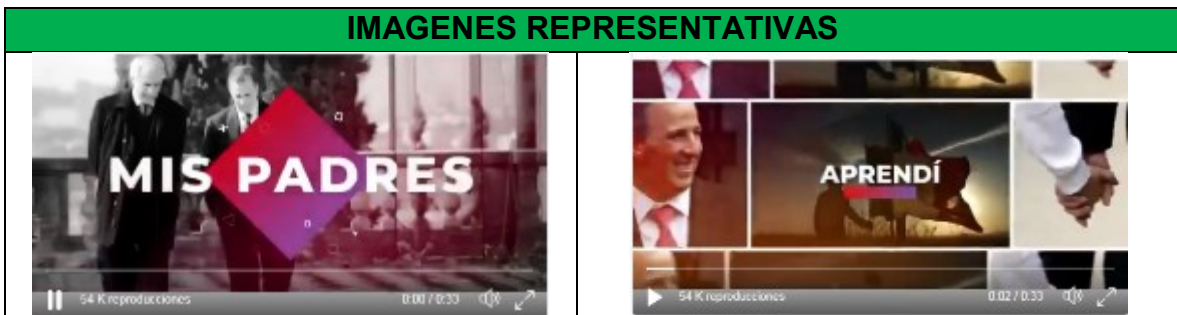 IMAGENES REPRESENTATIVAS
MIS PADRES
54 K reproducciones
0:00 / 0:33
APRENDÍ
54 K reproducciones
0:02 / 0:33